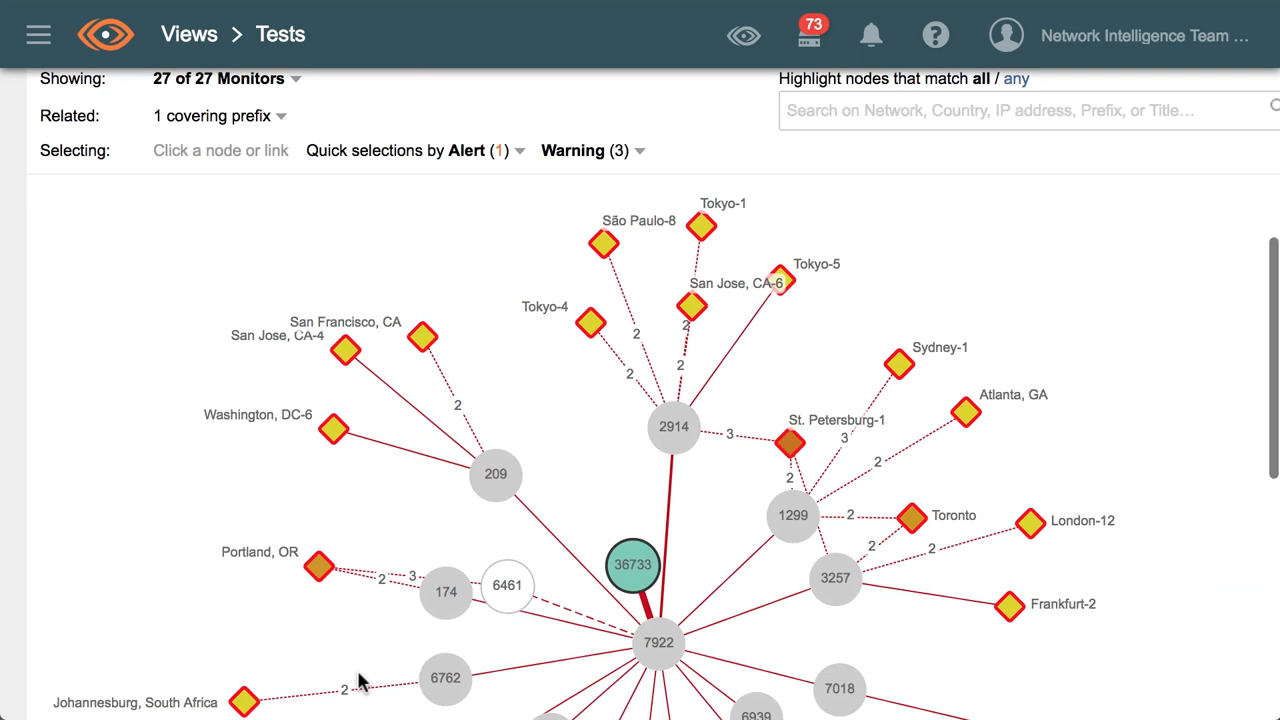 Views > Tests
73
Network Intelligence Team ...
Showing: 27 of 27 Monitors
Highlight nodes that match all / any
Related: 1 covering prefix
Search on Network, Country, IP address, Prefix, or Title...
Selecting: Click a node or link Quick selections by Alert (1) Warning (3)
Tokyo-1
São Paulo-8
Tokyo-5
San Jose, CA-6
Tokyo-4
San Francisco, CA
San Jose, CA-4
2
2
Sydney-1
2
2
Atlanta, GA
2
Washington, DC-6
St. Petersburg-1
2914
3
3
2
209
2
1299
2
Toronto
London-12
Portland, OR
2
2
36733
3
2
174
6461
3257
Frankfurt-2
7922
6762
2
7018
Johannesburg, South Africa
6939